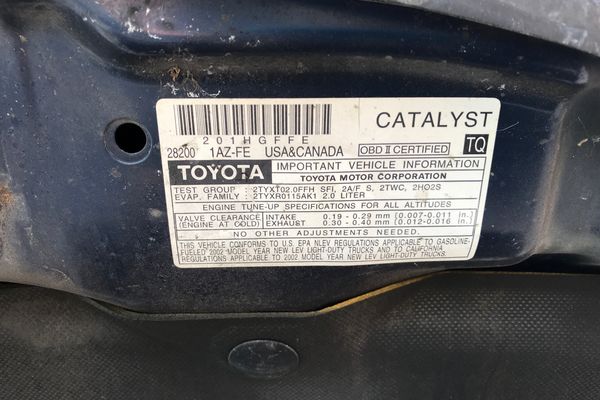 201HGFFE
CATALYST
28200 1AZ-FE USA&CANADA OBD II CERTIFIED TQ
TOYOTA IMPORTANT VEHICLE INFORMATION
TOYOTA MOTOR CORPORATION
TEST GROUP : 2TYXT02.0FFH SFI, 2A/F S, 2TWC, 2HO2S
EVAP. FAMILY : 2TYXR0115AK1 2.0 LITER
ENGINE TUNE-UP SPECIFICATIONS FOR ALL ALTITUDES
VALVE CLEARANCE INTAKE 0.19 - 0.29 mm (0.007-0.011 in.)
(ENGINE AT COLD) EXHAUST 0.30 - 0.40 mm (0.012-0.016 in.)
NO OTHER ADJUSTMENTS NEEDED.
THIS VEHICLE CONFORMS TO U.S. EPA NLEV REGULATIONS APPLICABLE TO GASOLINE-
FUELED 2002 MODEL YEAR NEW LEV LIGHT-DUTY TRUCKS AND TO CALIFORNIA
REGULATIONS APPLICABLE TO 2002 MODEL YEAR NEW LEV LIGHT-DUTY TRUCKS.